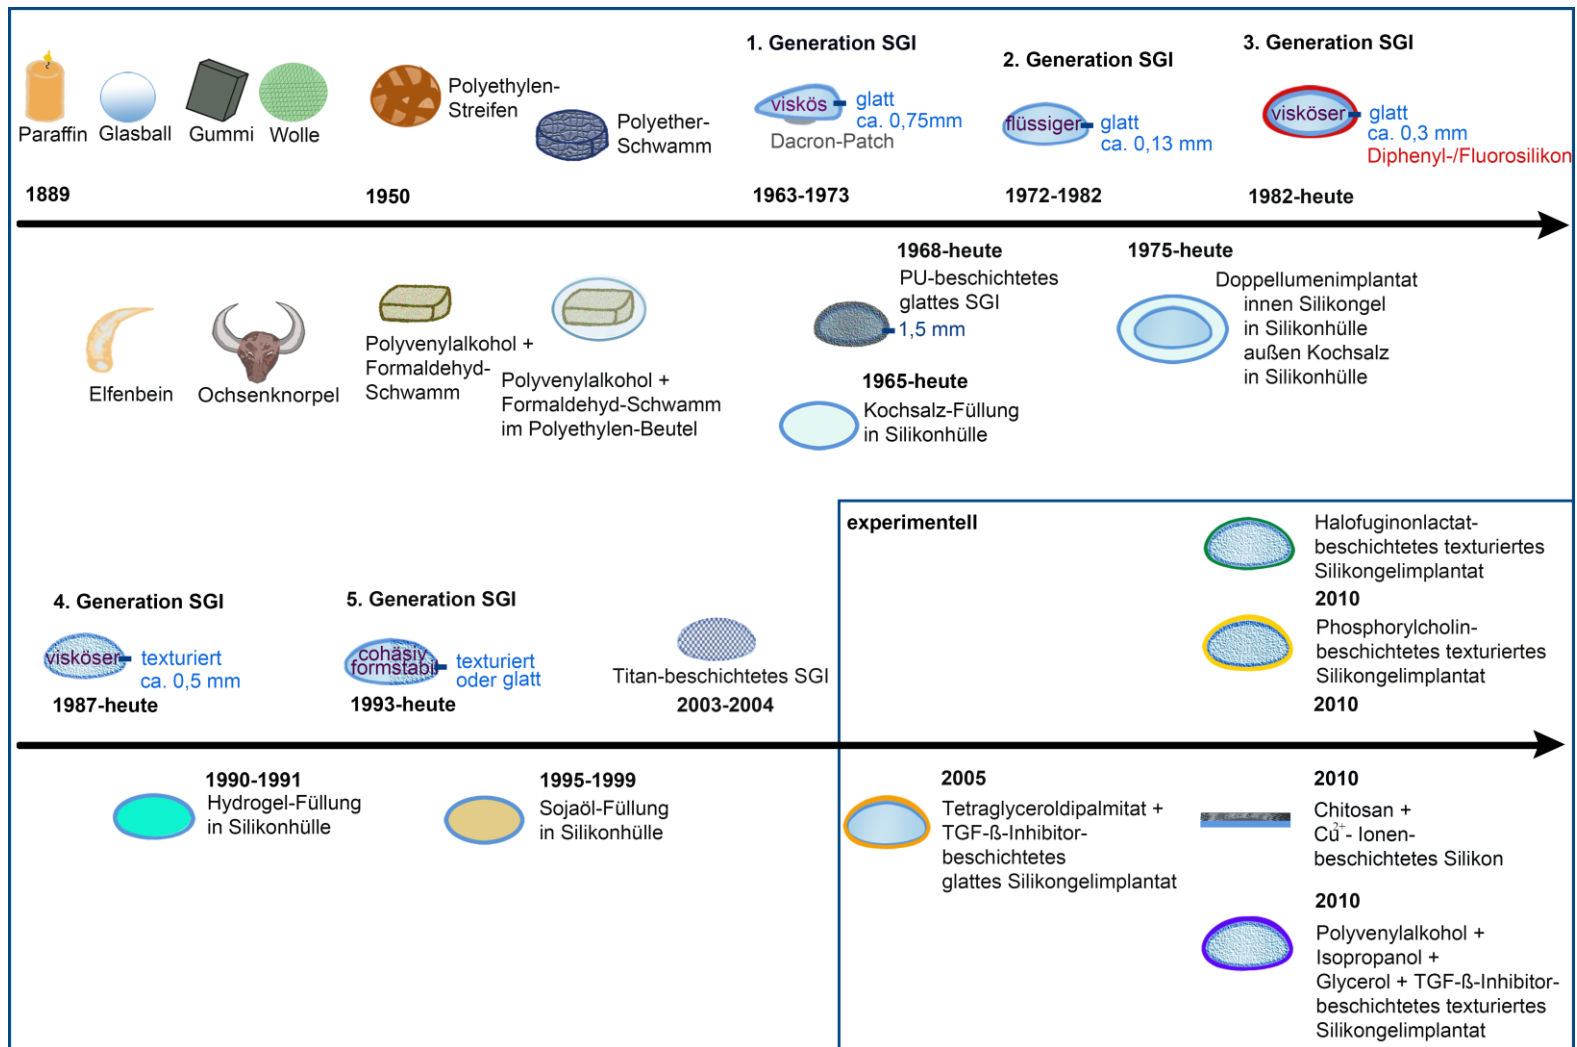 1. Generation SGI
2. Generation SGI
3. Generation SGI
Paraffin
Glasball
Gummi
Wolle
Polyethylen-
Streifen
Polyether-
Schwamm
viskös
glatt
ca. 0,75mm
Dacron-Patch
flüssiger
glatt
ca. 0,13 mm
visköser
glatt
ca. 0,3 mm
Diphenyl-/Fluorosilikon
1889
1950
1963-1973
1972-1982
1982-heute
Elfenbein
Ochsenknorpel
Polyvenylalkohol +
Formaldehyd-
Schwamm
Polyvenylalkohol +
Formaldehyd-Schwamm
im Polyethylen-Beutel
1968-heute
PU-beschichtetes
glattes SGI
1,5 mm
1965-heute
Kochsalz-Füllung
in Silikonhülle
1975-heute
Doppellumenimplantat
innen Silikongel
in Silikonhülle
außen Kochsalz
in Silikonhülle
4. Generation SGI
visköser
texturiert
ca. 0,5 mm
1987-heute
5. Generation SGI
cohäsiv
formstabil
texturiert
oder glatt
1993-heute
Titan-beschichtetes SGI
2003-2004
experimentell
Halofuginonlactat-
beschichtetes texturiertes
Silikongelimplantat
2010
Phosphorylcholin-
beschichtetes texturiertes
Silikongelimplantat
2010
1990-1991
Hydrogel-Füllung
in Silikonhülle
1995-1999
Sojaöl-Füllung
in Silikonhülle
2005
Tetraglyceroldipalmitat +
TGF-ß-Inhibitor-
beschichtetes
glattes Silikongelimplantat
2010
Chitosan +
Cu²⁺- Ionen-
beschichtetes Silikon
2010
Polyvenylalkohol +
Isopropanol +
Glycerol + TGF-ß-Inhibitor-
beschichtetes texturiertes
Silikongelimplantat